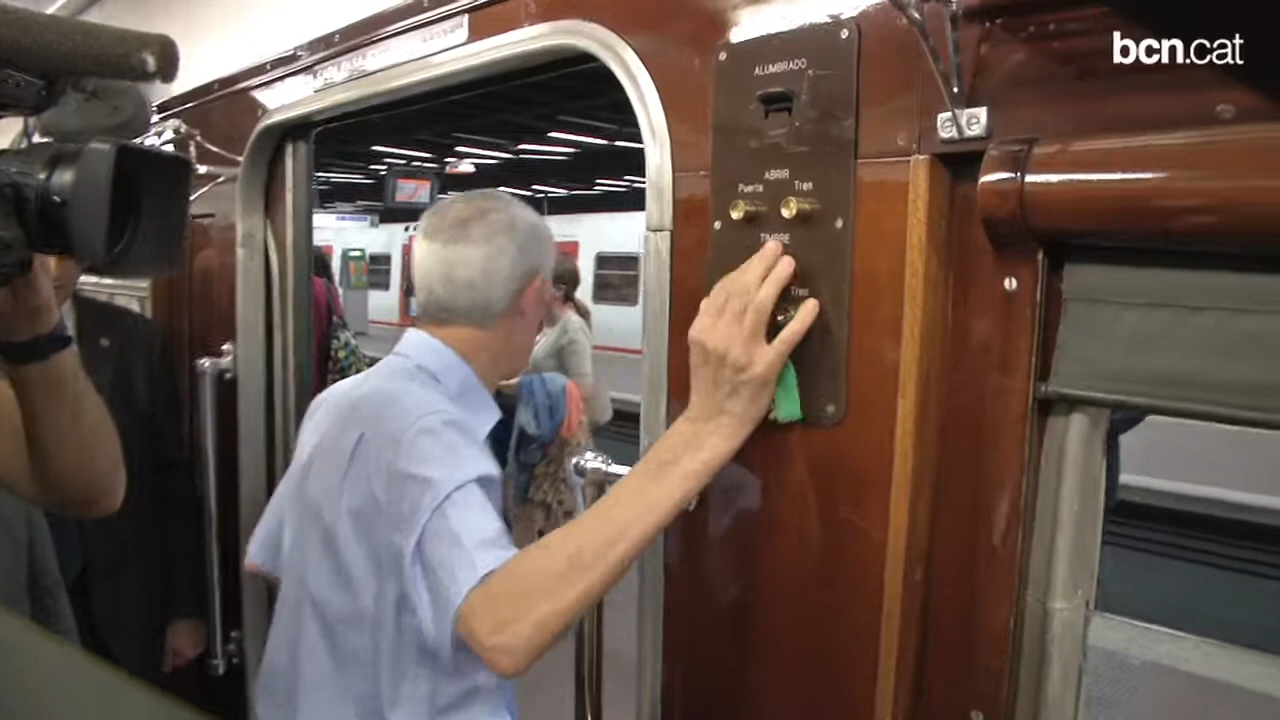 bcn.cat
ALUMBRADO
ABRIR
Puerta Tren
TIMBRE
Tren